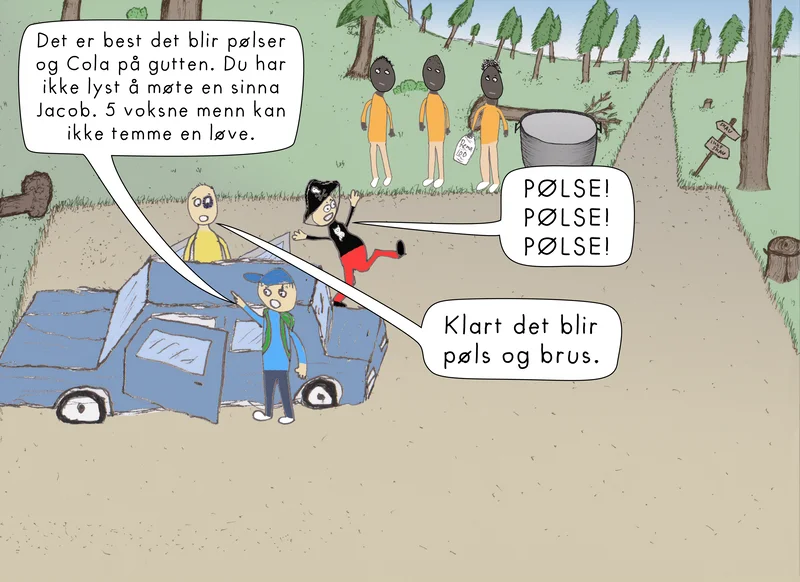 Det er best det blir pølser
og Cola på gutten. Du har
ikke lyst å møte en sinna
Jacob. 5 voksne menn kan
ikke temme en løve.
PØLSE!
PØLSE!
PØLSE!
Klart det blir
pøls og brus.